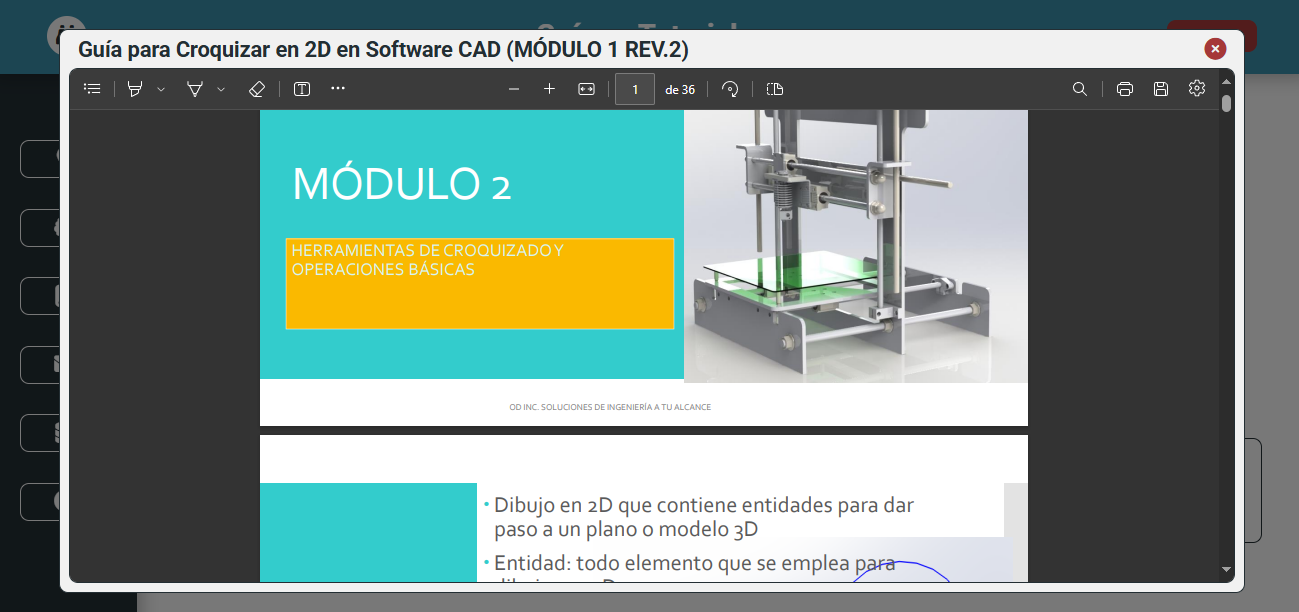 Guía para Croquizar en 2D en Software CAD (MÓDULO 1 REV.2)
1 de 36
MÓDULO 2
HERRAMIENTAS DE CROQUIZADO Y
OPERACIONES BÁSICAS
OD INC. SOLUCIONES DE INGENIERÍA A TU ALCANCE
• Dibujo en 2D que contiene entidades para dar
paso a un plano o modelo 3D
• Entidad: todo elemento que se emplea para